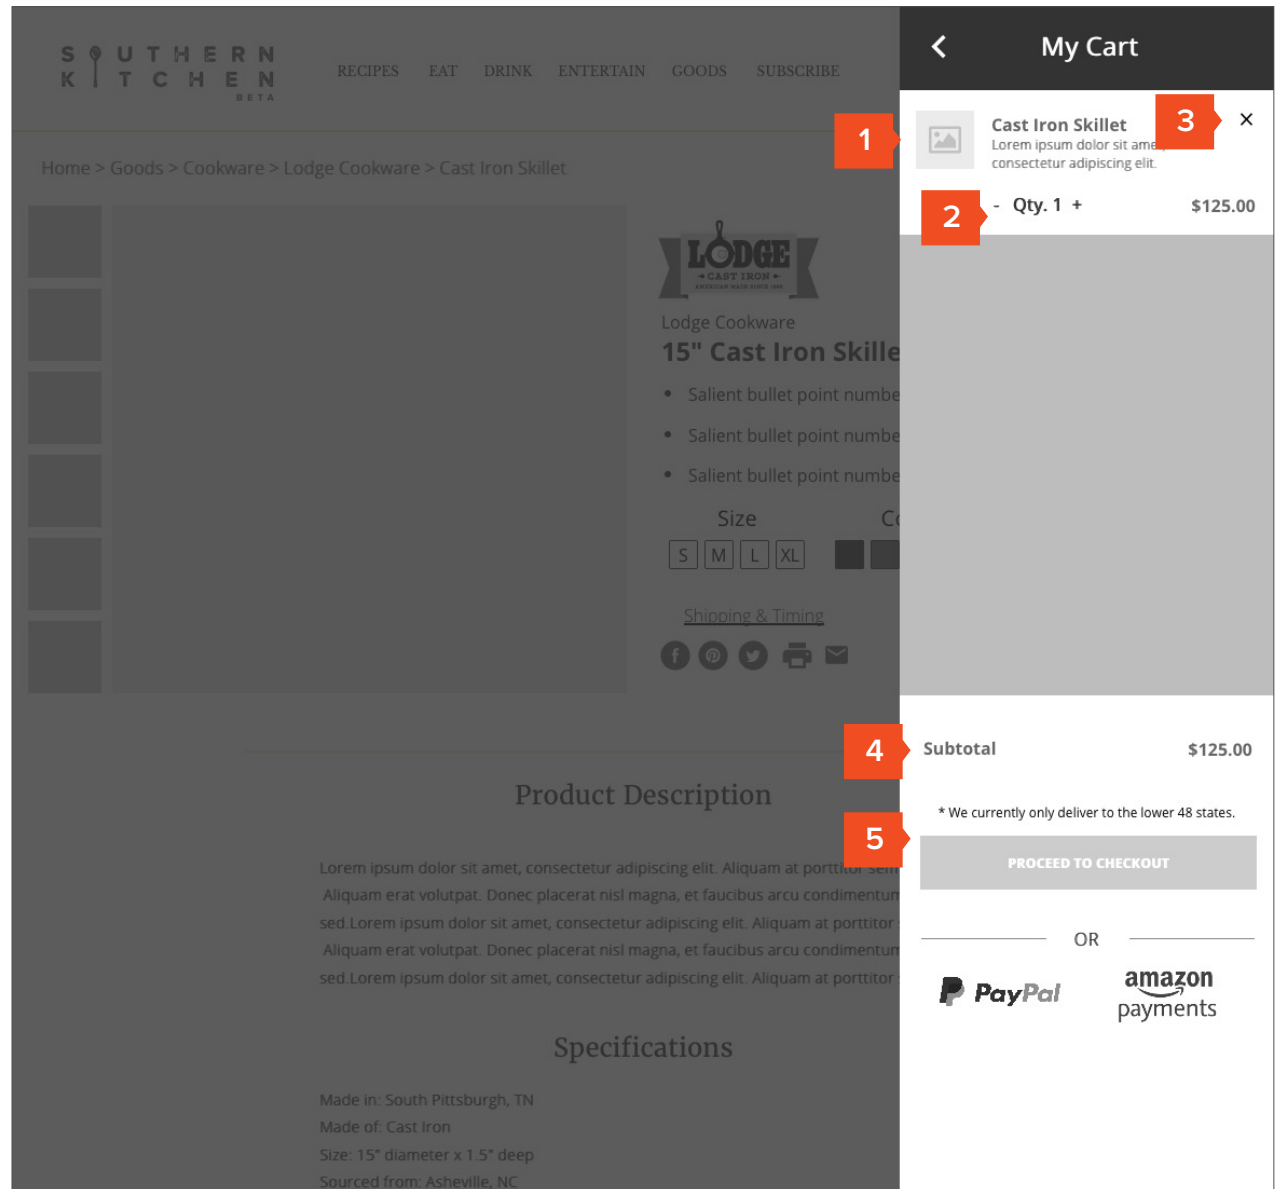 SOUTHERN
KITCHEN
BETA
RECIPES EAT DRINK ENTERTAIN GOODS SUBSCRIBE
Home > Goods > Cookware > Lodge Cookware > Cast Iron Skillet
LODGE
CAST IRON
AMERICAN MADE SINCE 1896
Lodge Cookware
15" Cast Iron Skille
• Salient bullet point numbe
• Salient bullet point numbe
• Salient bullet point numbe
Size Co
S M L XL
Shipping & Timing
Product Description
Lorem ipsum dolor sit amet, consectetur adipiscing elit. Aliquam at porttitor sem
Aliquam erat volutpat. Donec placerat nisl magna, et faucibus arcu condimentum
sed.Lorem ipsum dolor sit amet, consectetur adipiscing elit. Aliquam at porttitor
Aliquam erat volutpat. Donec placerat nisl magna, et faucibus arcu condimentum
sed.Lorem ipsum dolor sit amet, consectetur adipiscing elit. Aliquam at porttitor
Specifications
Made in: South Pittsburgh, TN
Made of: Cast Iron
Size: 15" diameter x 1.5" deep
Sourced from: Asheville, NC
My Cart
1
Cast Iron Skillet
3
×
Lorem ipsum dolor sit ame
consectetur adipiscing elit.
2
- Qty. 1 + $125.00
4
Subtotal $125.00
* We currently only deliver to the lower 48 states.
5
PROCEED TO CHECKOUT
OR
PayPal
amazon
payments